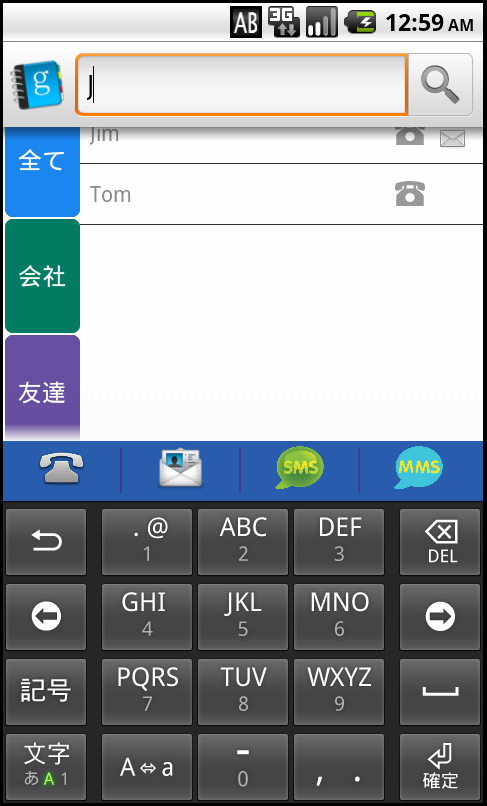 AB 3G 12:59 AM
g J
Jim
全て
Tom
会社
友達
SMS MMS
. @ ABC DEF
1 2 3 DEL
GHI JKL MNO
4 5 6
記号 PQRS TUV WXYZ
7 8 9
文字 A⇔a - , .
あA1 0 確定